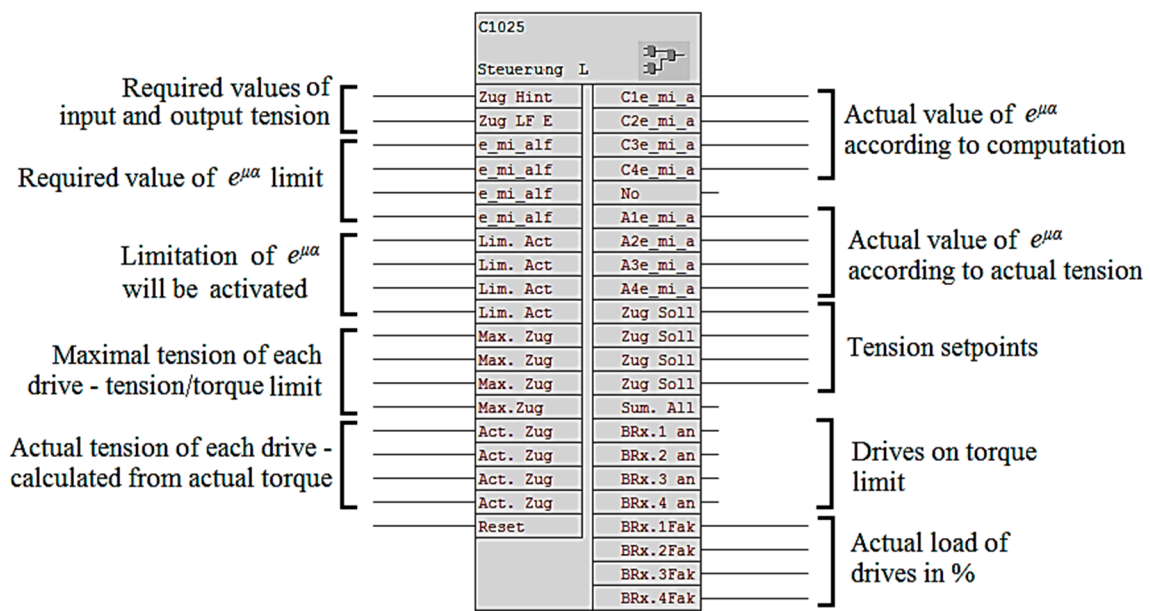 C1025
Steuerung L
Required values of
input and output tension
Required value of e^μα limit
Limitation of e^μα
will be activated
Maximal tension of each
drive - tension/torque limit
Actual tension of each drive -
calculated from actual torque
Zug Hint
Zug LF E
e_mi_alf
e_mi_alf
e_mi_alf
e_mi_alf
Lim. Act
Lim. Act
Lim. Act
Lim. Act
Max. Zug
Max. Zug
Max. Zug
Max.Zug
Act. Zug
Act. Zug
Act. Zug
Act. Zug
Reset
C1e_mi_a
C2e_mi_a
C3e_mi_a
C4e_mi_a
No
A1e_mi_a
A2e_mi_a
A3e_mi_a
A4e_mi_a
Zug Soll
Zug Soll
Zug Soll
Zug Soll
Sum. All
BRx.1 an
BRx.2 an
BRx.3 an
BRx.4 an
BRx.1Fak
BRx.2Fak
BRx.3Fak
BRx.4Fak
Actual value of e^μα
according to computation
Actual value of e^μα
according to actual tension
Tension setpoints
Drives on torque
limit
Actual load of
drives in %